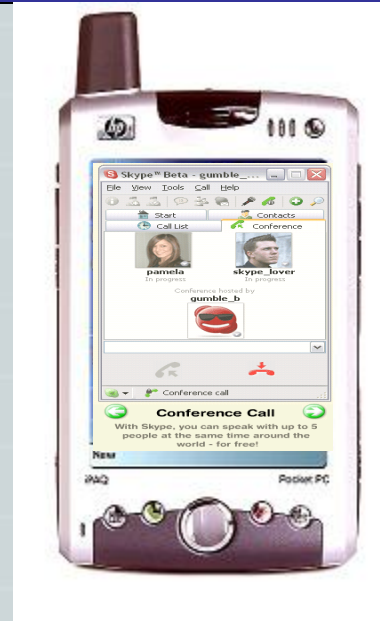 hp
Skype™ Beta - gumble_...
File View Tools Call Help
Start Contacts
Call List Conference
pamela skype_lover
In progress In progress
Conference hosted by
gumble_b
Conference call
Conference Call
With Skype, you can speak with up to 5
people at the same time around the
world - for free!
New
iPAQ Pocket PC